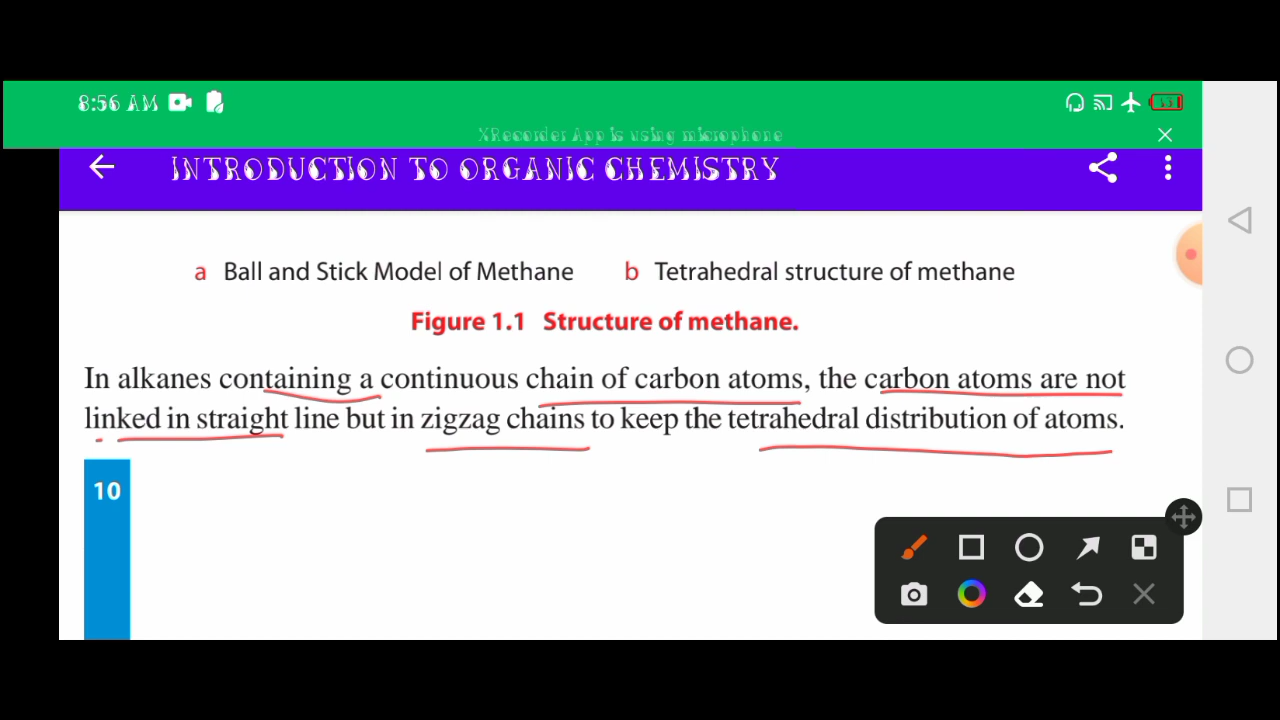 8:56 AM
XRecorder App is using microphone
INTRODUCTION TO ORGANIC CHEMISTRY
a Ball and Stick Model of Methane b Tetrahedral structure of methane
Figure 1.1 Structure of methane.
In alkanes containing a continuous chain of carbon atoms, the carbon atoms are not
linked in straight line but in zigzag chains to keep the tetrahedral distribution of atoms.
10